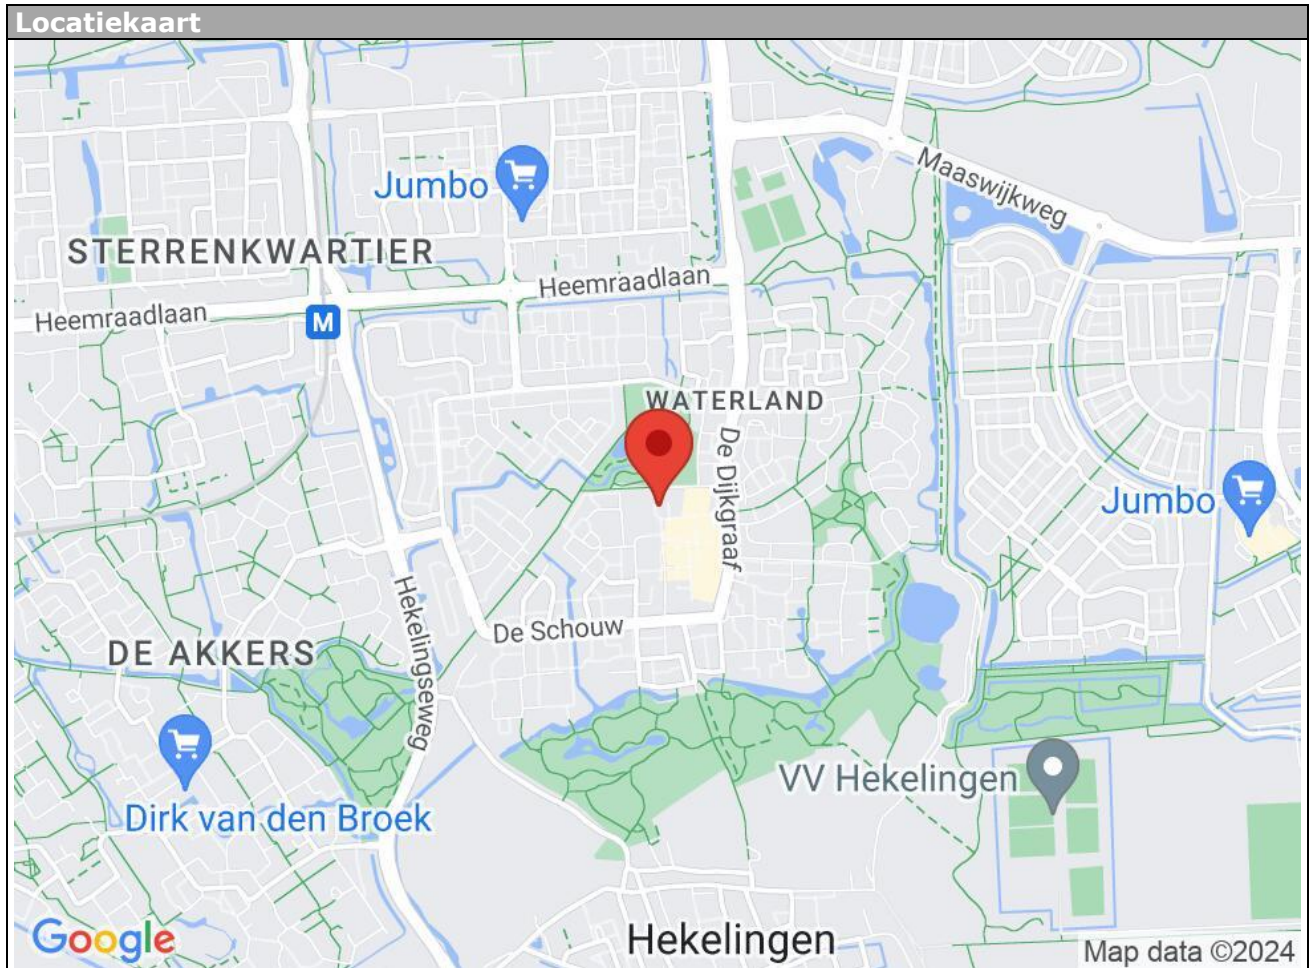 Locatiekaart
Maaswijkweg
Jumbo
STERRENKWARTIER
Heemraadlaan
Heemraadlaan
M
WATERLAND
De Dijkgraaf
Jumbo
Hekelingseweg
De Schouw
DE AKKERS
VV Hekelingen
Dirk van den Broek
Google
Hekelingen
Map data ©2024